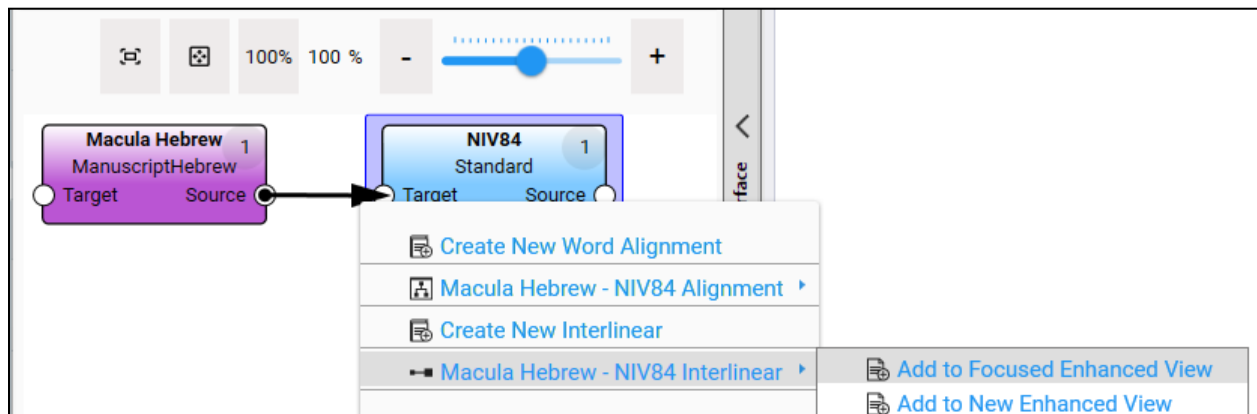 100% 100 % - +
Macula Hebrew 1
ManuscriptHebrew
Target Source
NIV84 1
Standard
Target Source
Create New Word Alignment
Macula Hebrew - NIV84 Alignment
Create New Interlinear
Macula Hebrew - NIV84 Interlinear
Add to Focused Enhanced View
Add to New Enhanced View